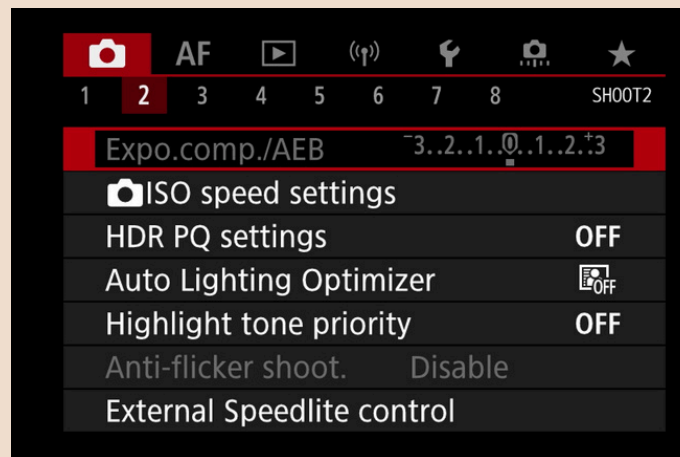 AF
1 2 3 4 5 6 7 8 SHOOT2
Expo.comp./AEB -3..2..1..0..1..2..+3
ISO speed settings
HDR PQ settings OFF
Auto Lighting Optimizer OFF
Highlight tone priority OFF
Anti-flicker shoot. Disable
External Speedlite control